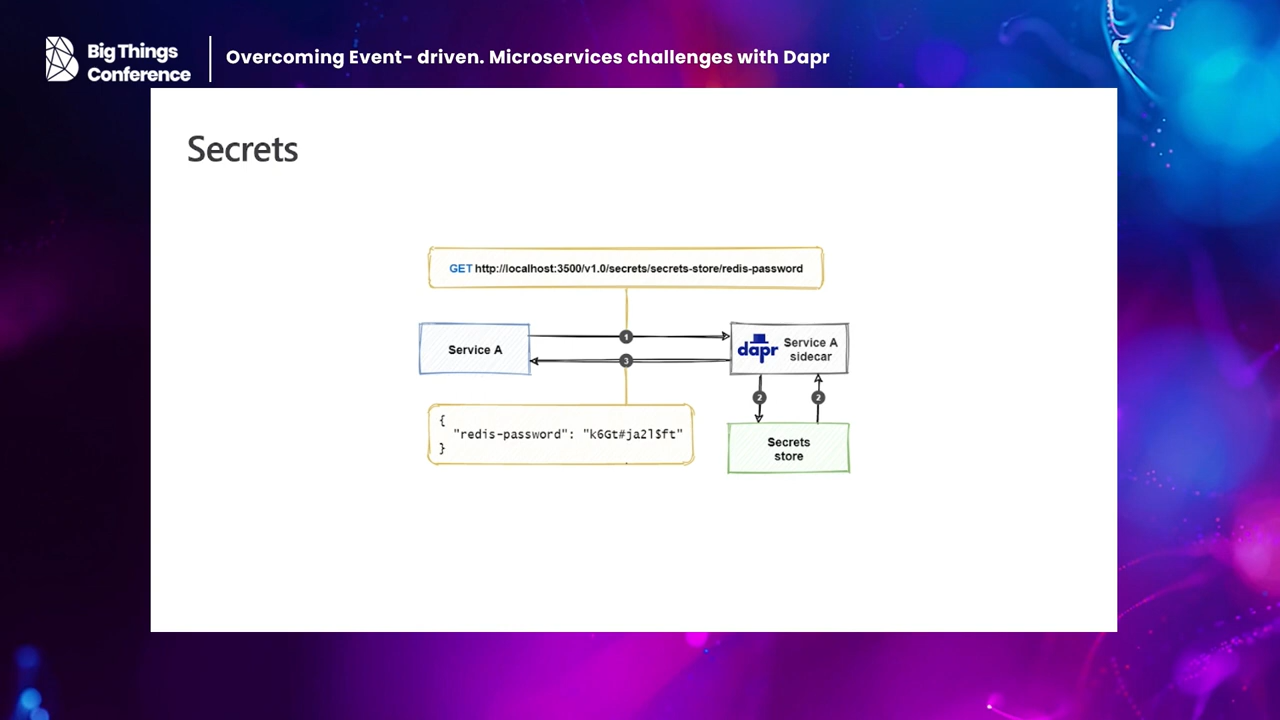 Big Things
Conference
Overcoming Event- driven. Microservices challenges with Dapr
Secrets
GET http://localhost:3500/v1.0/secrets/secrets-store/redis-password
1
Service A
dapr
Service A
sidecar
3
2
2
{
"redis-password": "k6Gt#ja2l$ft"
}
Secrets
store